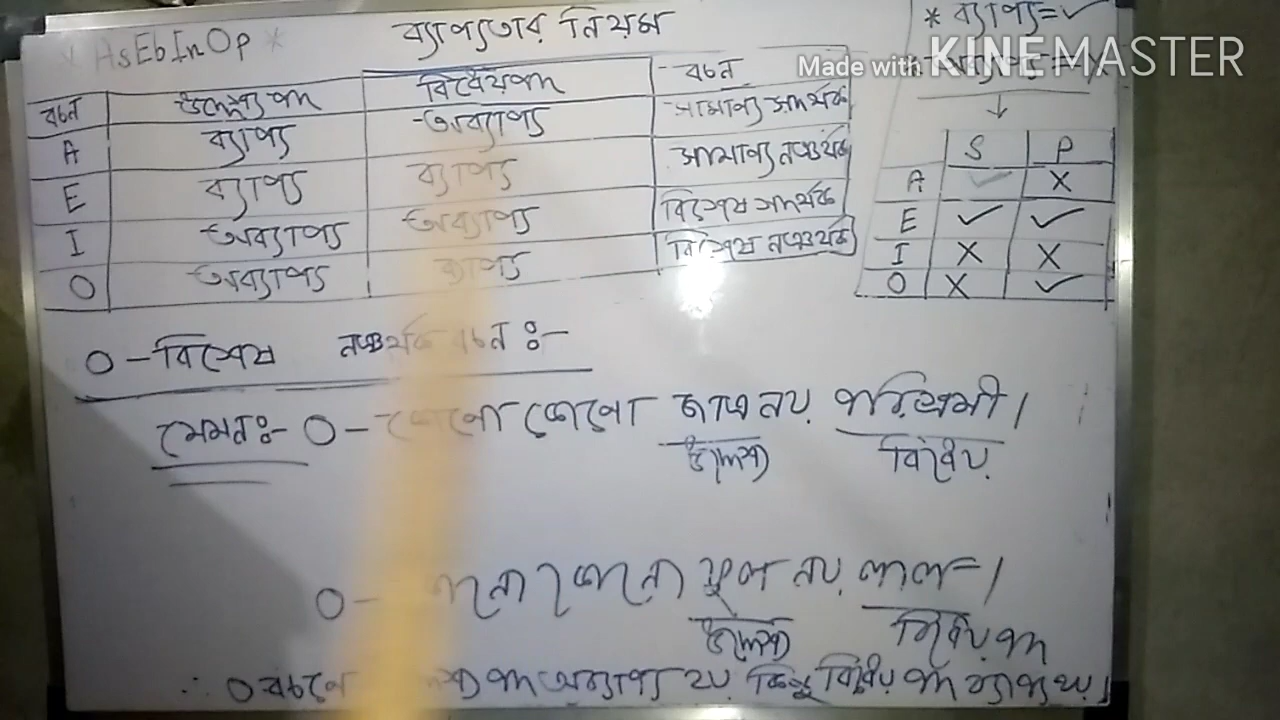 * AsEbInOp *
ব্যাপ্যতার নিয়ম
* ব্যাপ্য = ✓
Made with KINEMASTER
বচন উদ্দেশ্য পদ বিধেয় পদ বচন
A ব্যাপ্য অব্যাপ্য সামান্য সদর্থক
E ব্যাপ্য ব্যাপ্য সামান্য নঞর্থক
I অব্যাপ্য অব্যাপ্য বিশেষ সদর্থক
O অব্যাপ্য ব্যাপ্য বিশেষ নঞর্থক
S P
A ✓ X
E ✓ ✓
I X X
O X ✓
O - বিশেষ নঞর্থক বচন ঃ-
যেমন ঃ- O - কোনো কোনো ছাত্র নয় পরিশ্রমী।
উদ্দেশ্য বিধেয়
O - কোনো কোনো ফুল নয় লাল।
উদ্দেশ্য বিধেয় পদ
∴ O বচনে পদ অব্যাপ্য হয় কিন্তু বিধেয় পদ ব্যাপ্য হয়।